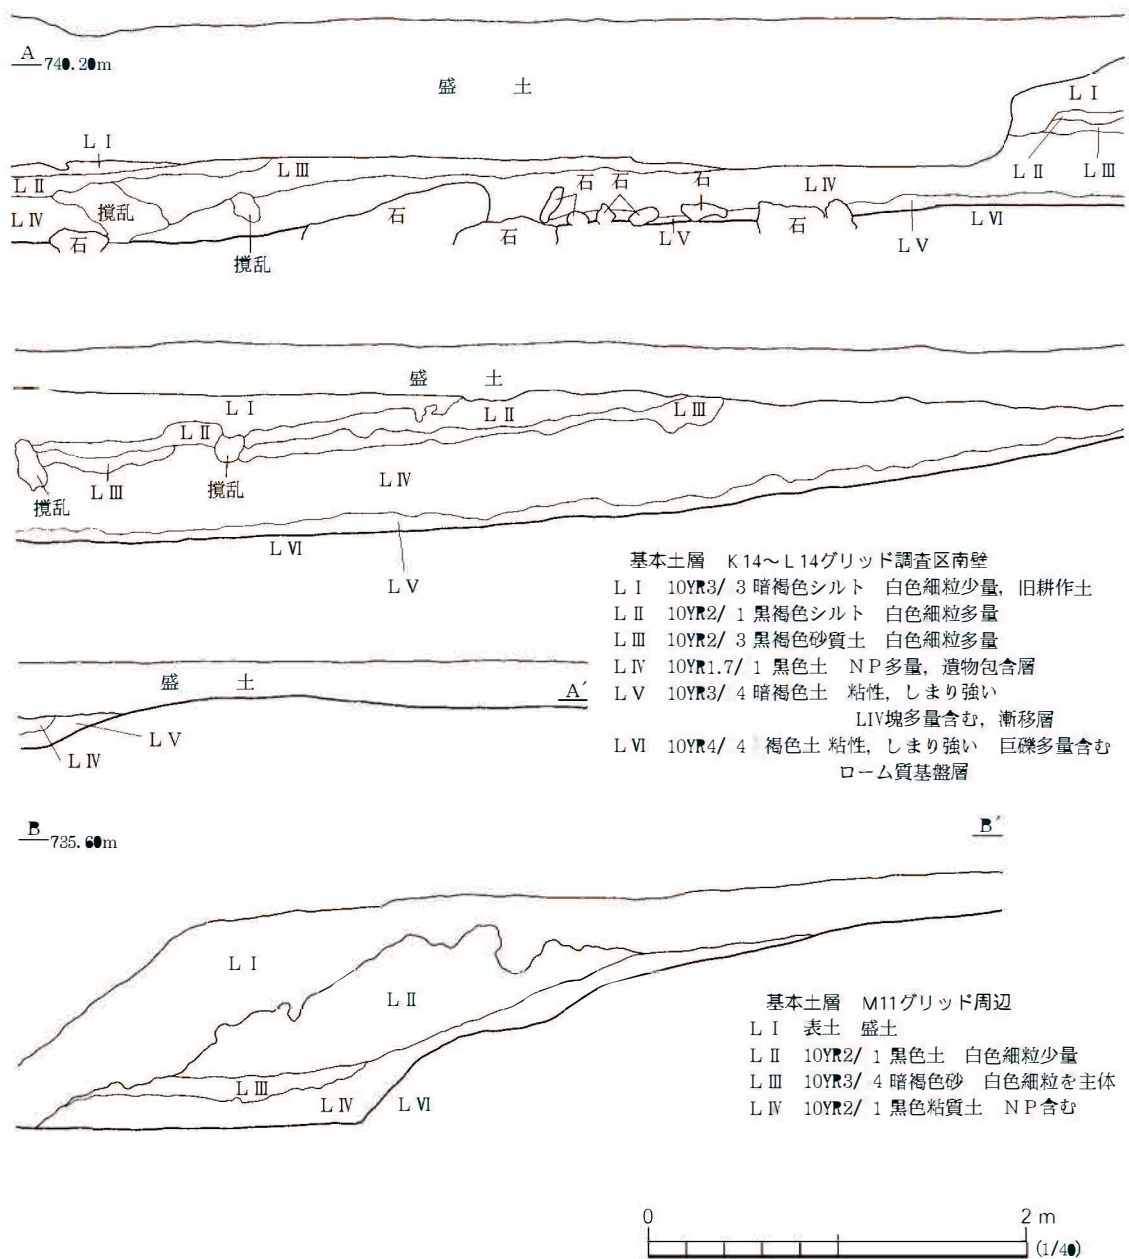 A 740.20m
盛 土
L I
L I
L II
L III
石 石 石
L IV
L II L III
L IV 撹乱
石
石
石
石
L V
L V
L VI
撹乱
盛 土
L I
L II
L III
L II
撹乱
L III
撹乱
L IV
L VI
L V
基本土層 K14～L14グリッド調査区南壁
L I 10YR3/3 暗褐色シルト 白色細粒少量，旧耕作土
L II 10YR2/1 黒褐色シルト 白色細粒多量
L III 10YR2/3 黒褐色砂質土 白色細粒多量
L IV 10YR1.7/1 黒色土 NP多量，遺物包含層
L V 10YR3/4 暗褐色土 粘性，しまり強い
LIV塊多量含む，漸移層
L VI 10YR4/4 褐色土 粘性，しまり強い 巨礫多量含む
ローム質基盤層
盛 土
A′
L V
L IV
B 735.60m
B′
L I
L II
L III
L IV
L VI
基本土層 M11グリッド周辺
L I 表土 盛土
L II 10YR2/1 黒色土 白色細粒少量
L III 10YR3/4 暗褐色砂 白色細粒を主体
L IV 10YR2/1 黒色粘質土 NP含む
0 2 m
(1/40)